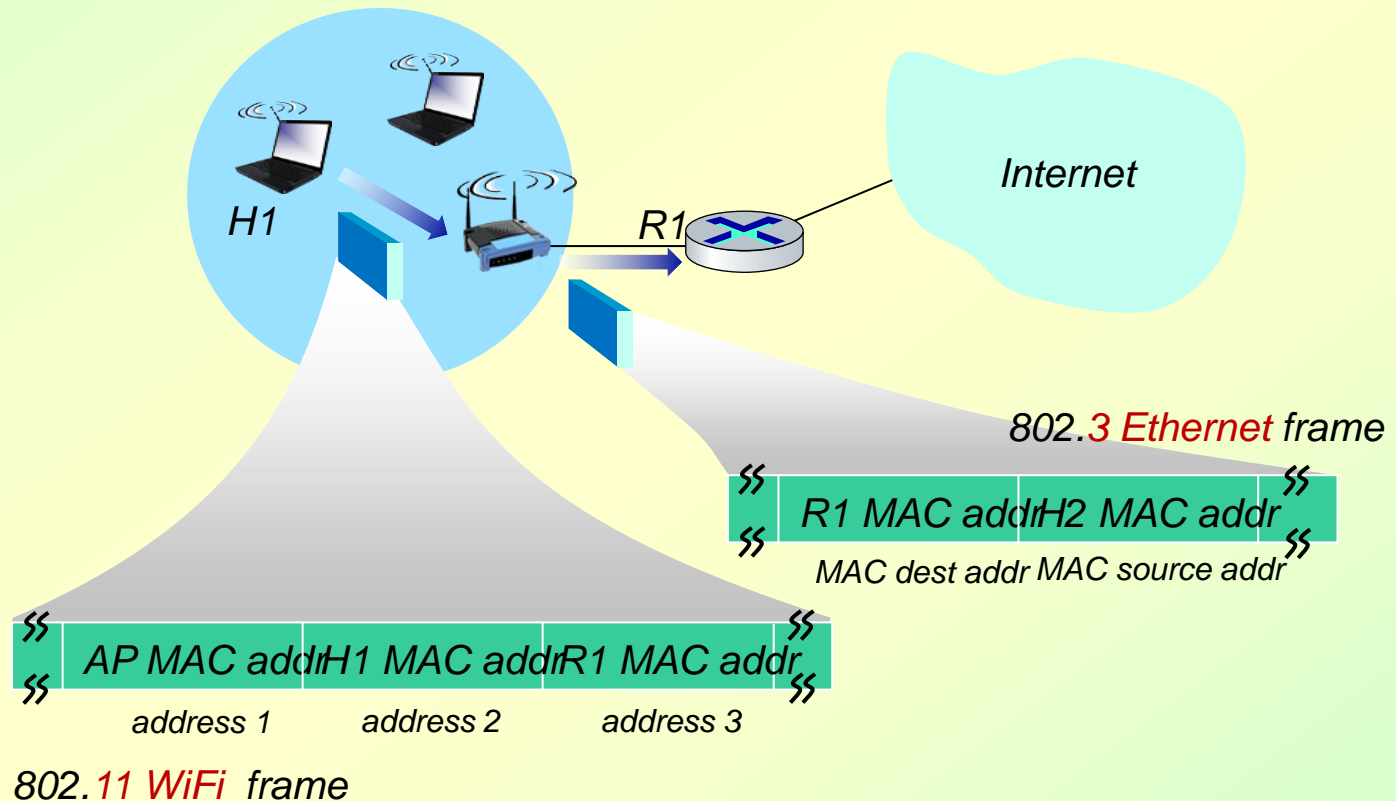 Internet
H1
R1
802.3 Ethernet frame
R1 MAC addr H2 MAC addr
MAC dest addr MAC source addr
AP MAC addr H1 MAC addr R1 MAC addr
address 1 address 2 address 3
802.11 WiFi frame